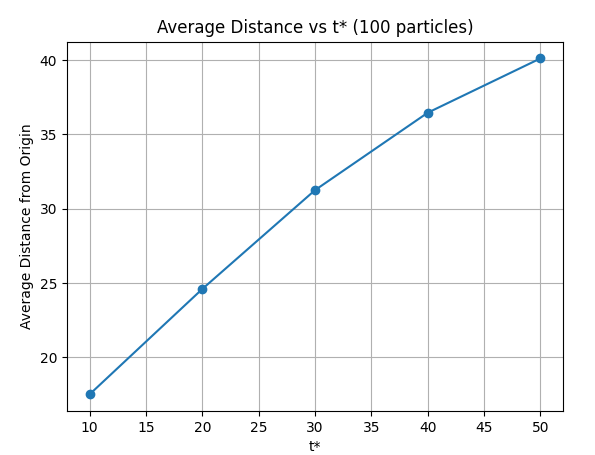 Average Distance vs t* (100 particles)
Average Distance from Origin
40
35
30
25
20
10 15 20 25 30 35 40 45 50
t*